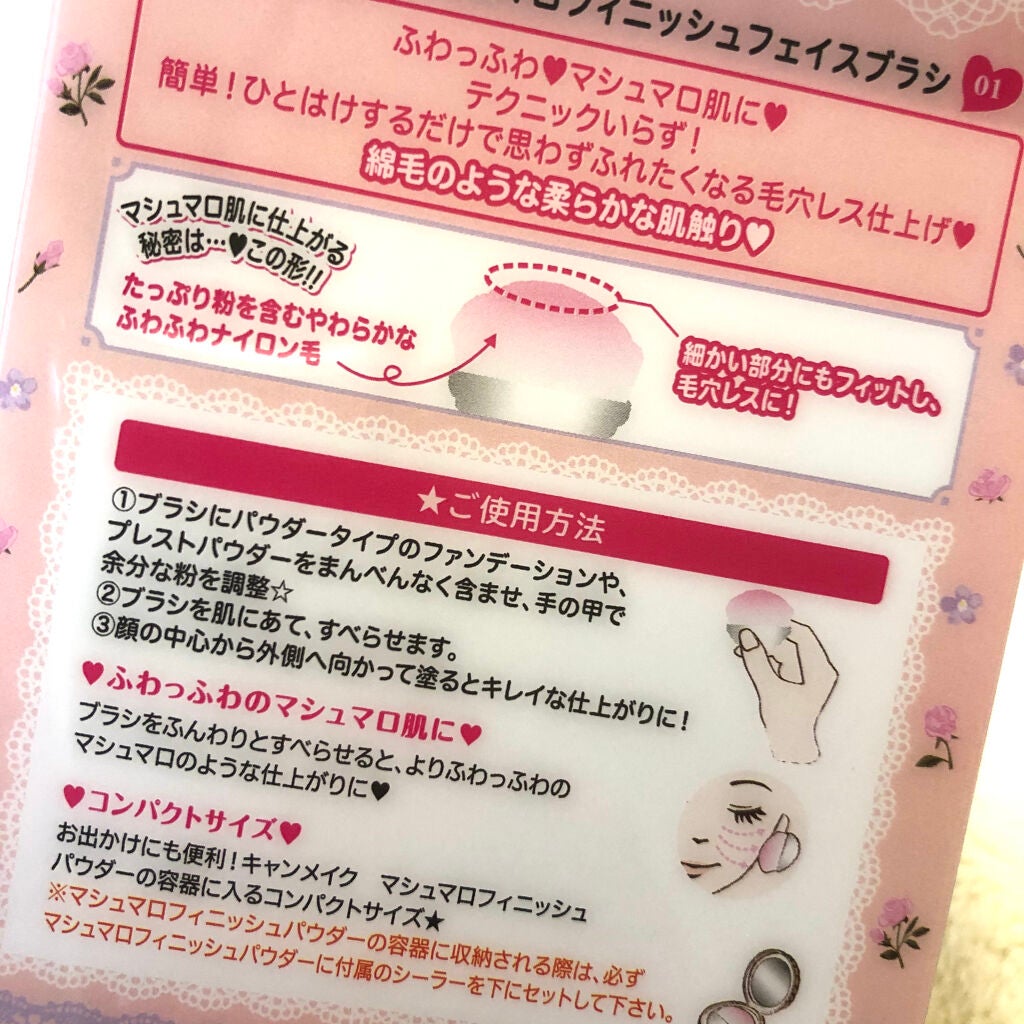 ロフィニッシュフェイスブラシ 01
ふわっふわ♥マシュマロ肌に♥
テクニックいらず!
簡単!ひとはけするだけで思わずふれたくなる毛穴レス仕上げ♥
綿毛のような柔らかな肌触り♥
マシュマロ肌に仕上がる
秘密は…♥この形!!
たっぷり粉を含むやわらかな
ふわふわナイロン毛
細かい部分にもフィットし、
毛穴レスに!
★ご使用方法
①ブラシにパウダータイプのファンデーションや、
プレストパウダーをまんべんなく含ませ、手の甲で
余分な粉を調整☆
②ブラシを肌にあて、すべらせます。
③顔の中心から外側へ向かって塗るとキレイな仕上がりに!
♥ふわっふわのマシュマロ肌に♥
ブラシをふんわりとすべらせると、よりふわっふわの
マシュマロのような仕上がりに♥
♥コンパクトサイズ♥
お出かけにも便利!キャンメイク マシュマロフィニッシュ
パウダーの容器に入るコンパクトサイズ★
※マシュマロフィニッシュパウダーの容器に収納される際は、必ず
マシュマロフィニッシュパウダーに付属のシーラーを下にセットして下さい。